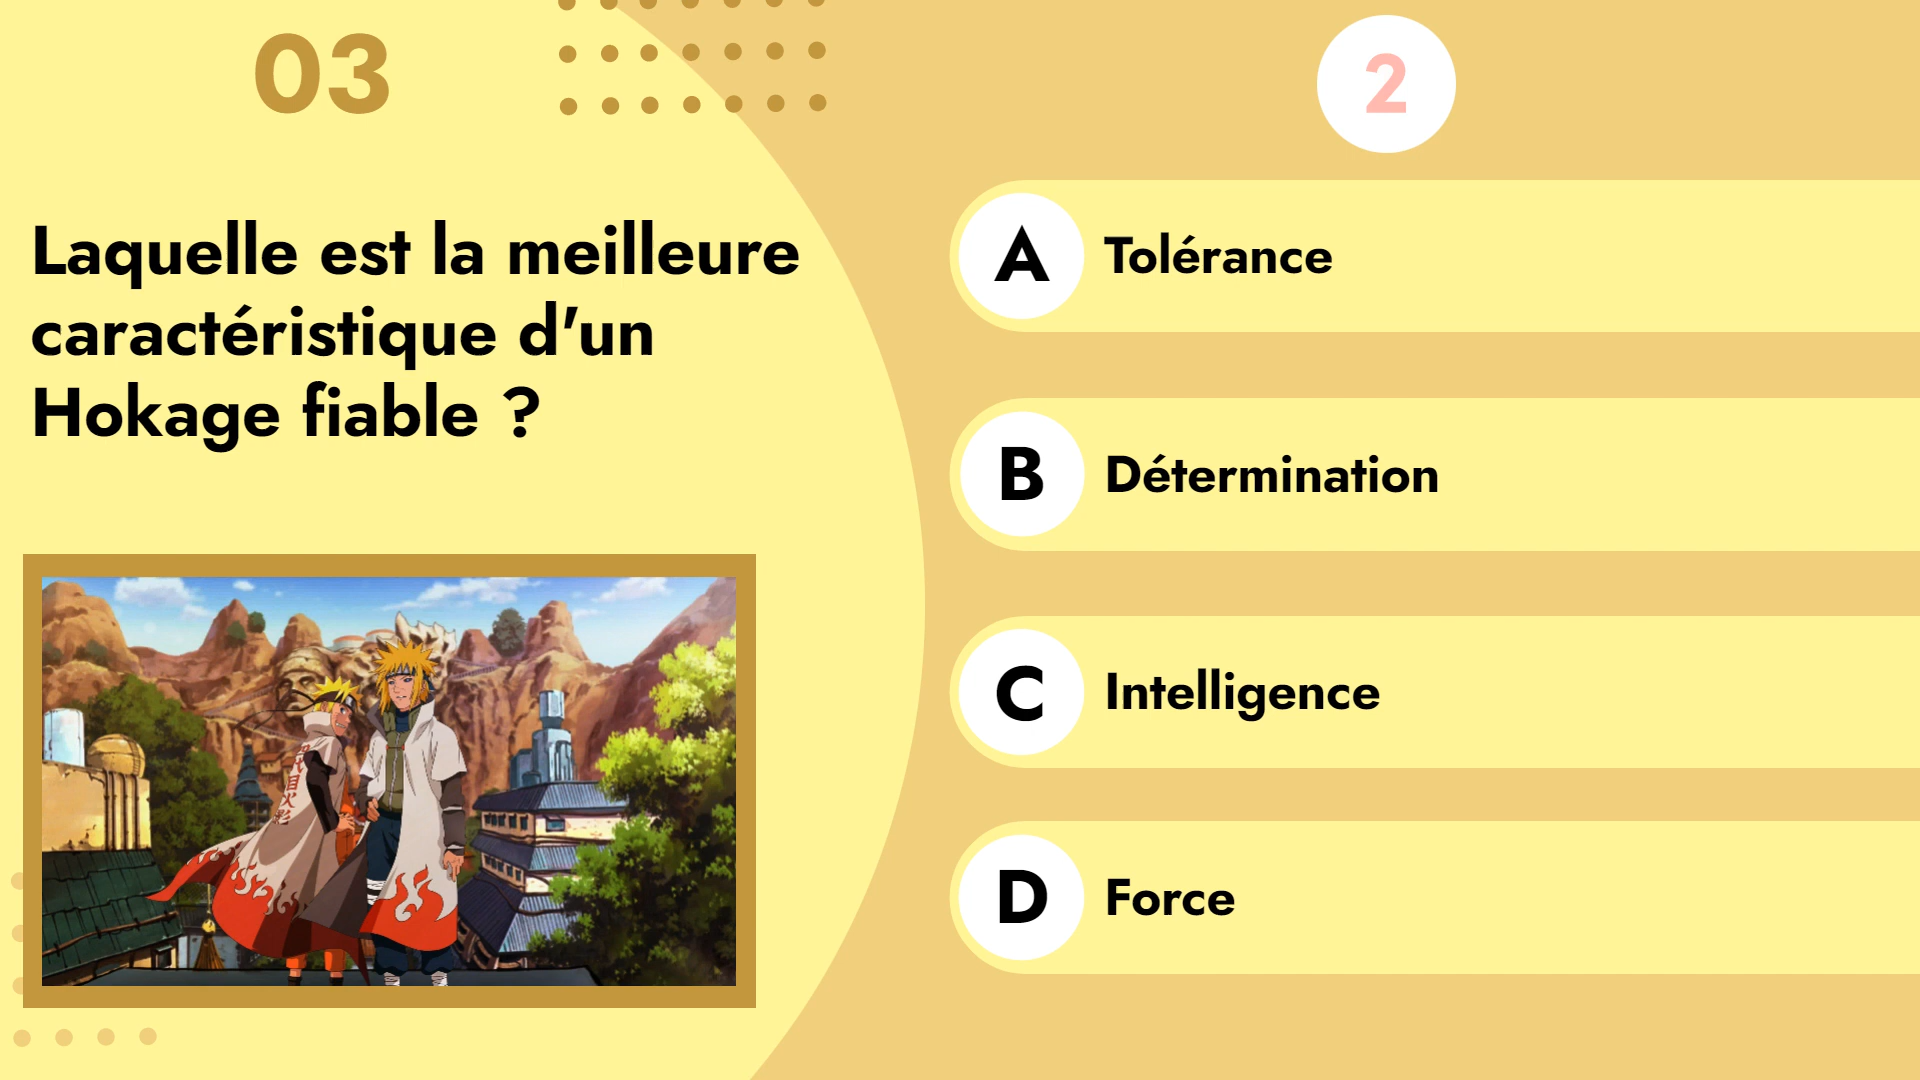 03
Laquelle est la meilleure
caractéristique d'un
Hokage fiable ?
2
A Tolérance
B Détermination
C Intelligence
D Force